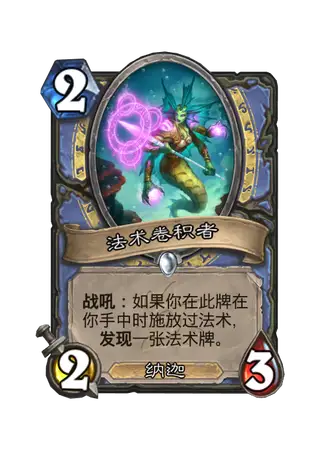 2
法术卷积者
战吼：如果你在此牌在
你手中时施放过法术，
发现一张法术牌。
2
纳迦
3